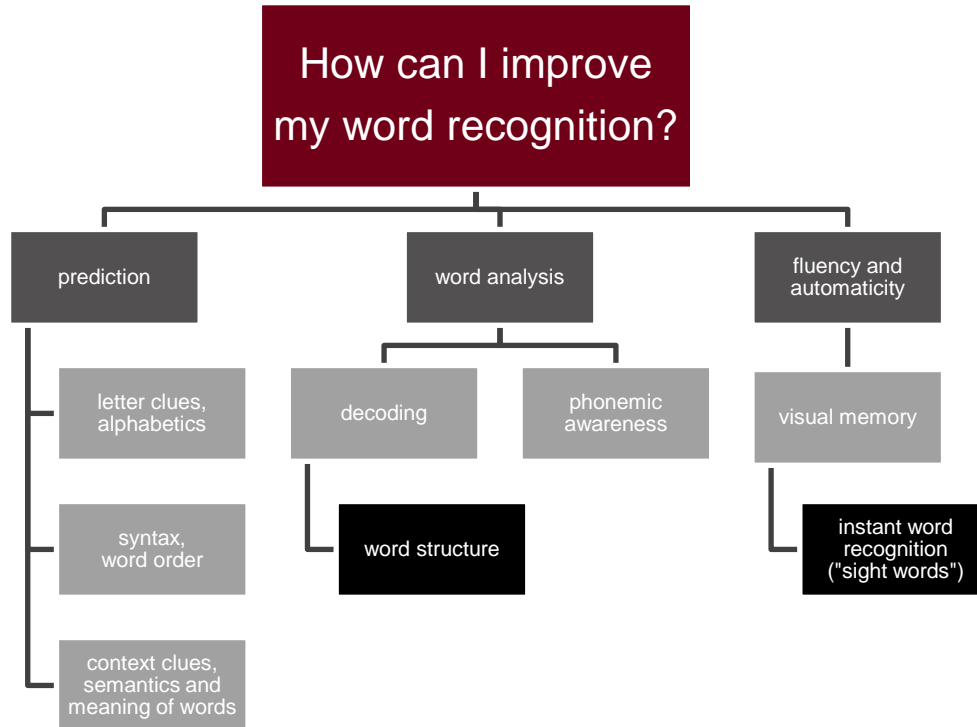 How can I improve
my word recognition?
prediction
word analysis
fluency and
automaticity
letter clues,
alphabetics
decoding
phonemic
awareness
visual memory
syntax,
word order
word structure
instant word
recognition
("sight words")
context clues,
semantics and
meaning of words